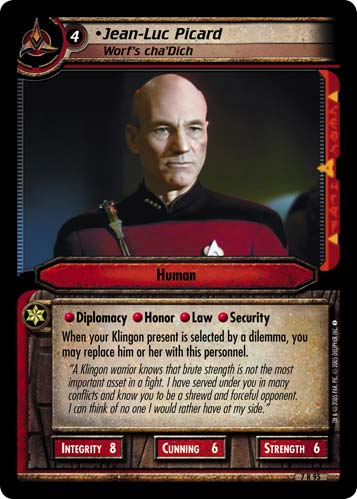 4
•Jean-Luc Picard
Worf's cha'Dich
Human
Diplomacy Honor Law Security
When your Klingon present is selected by a dilemma, you
may replace him or her with this personnel.
"A Klingon warrior knows that brute strength is not the most
important asset in a fight. I have served under you in many
conflicts and know you to be a shrewd and forceful opponent.
I can think of no one I would rather have at my side."
INTEGRITY 8 CUNNING 6 STRENGTH 6
7 R 95